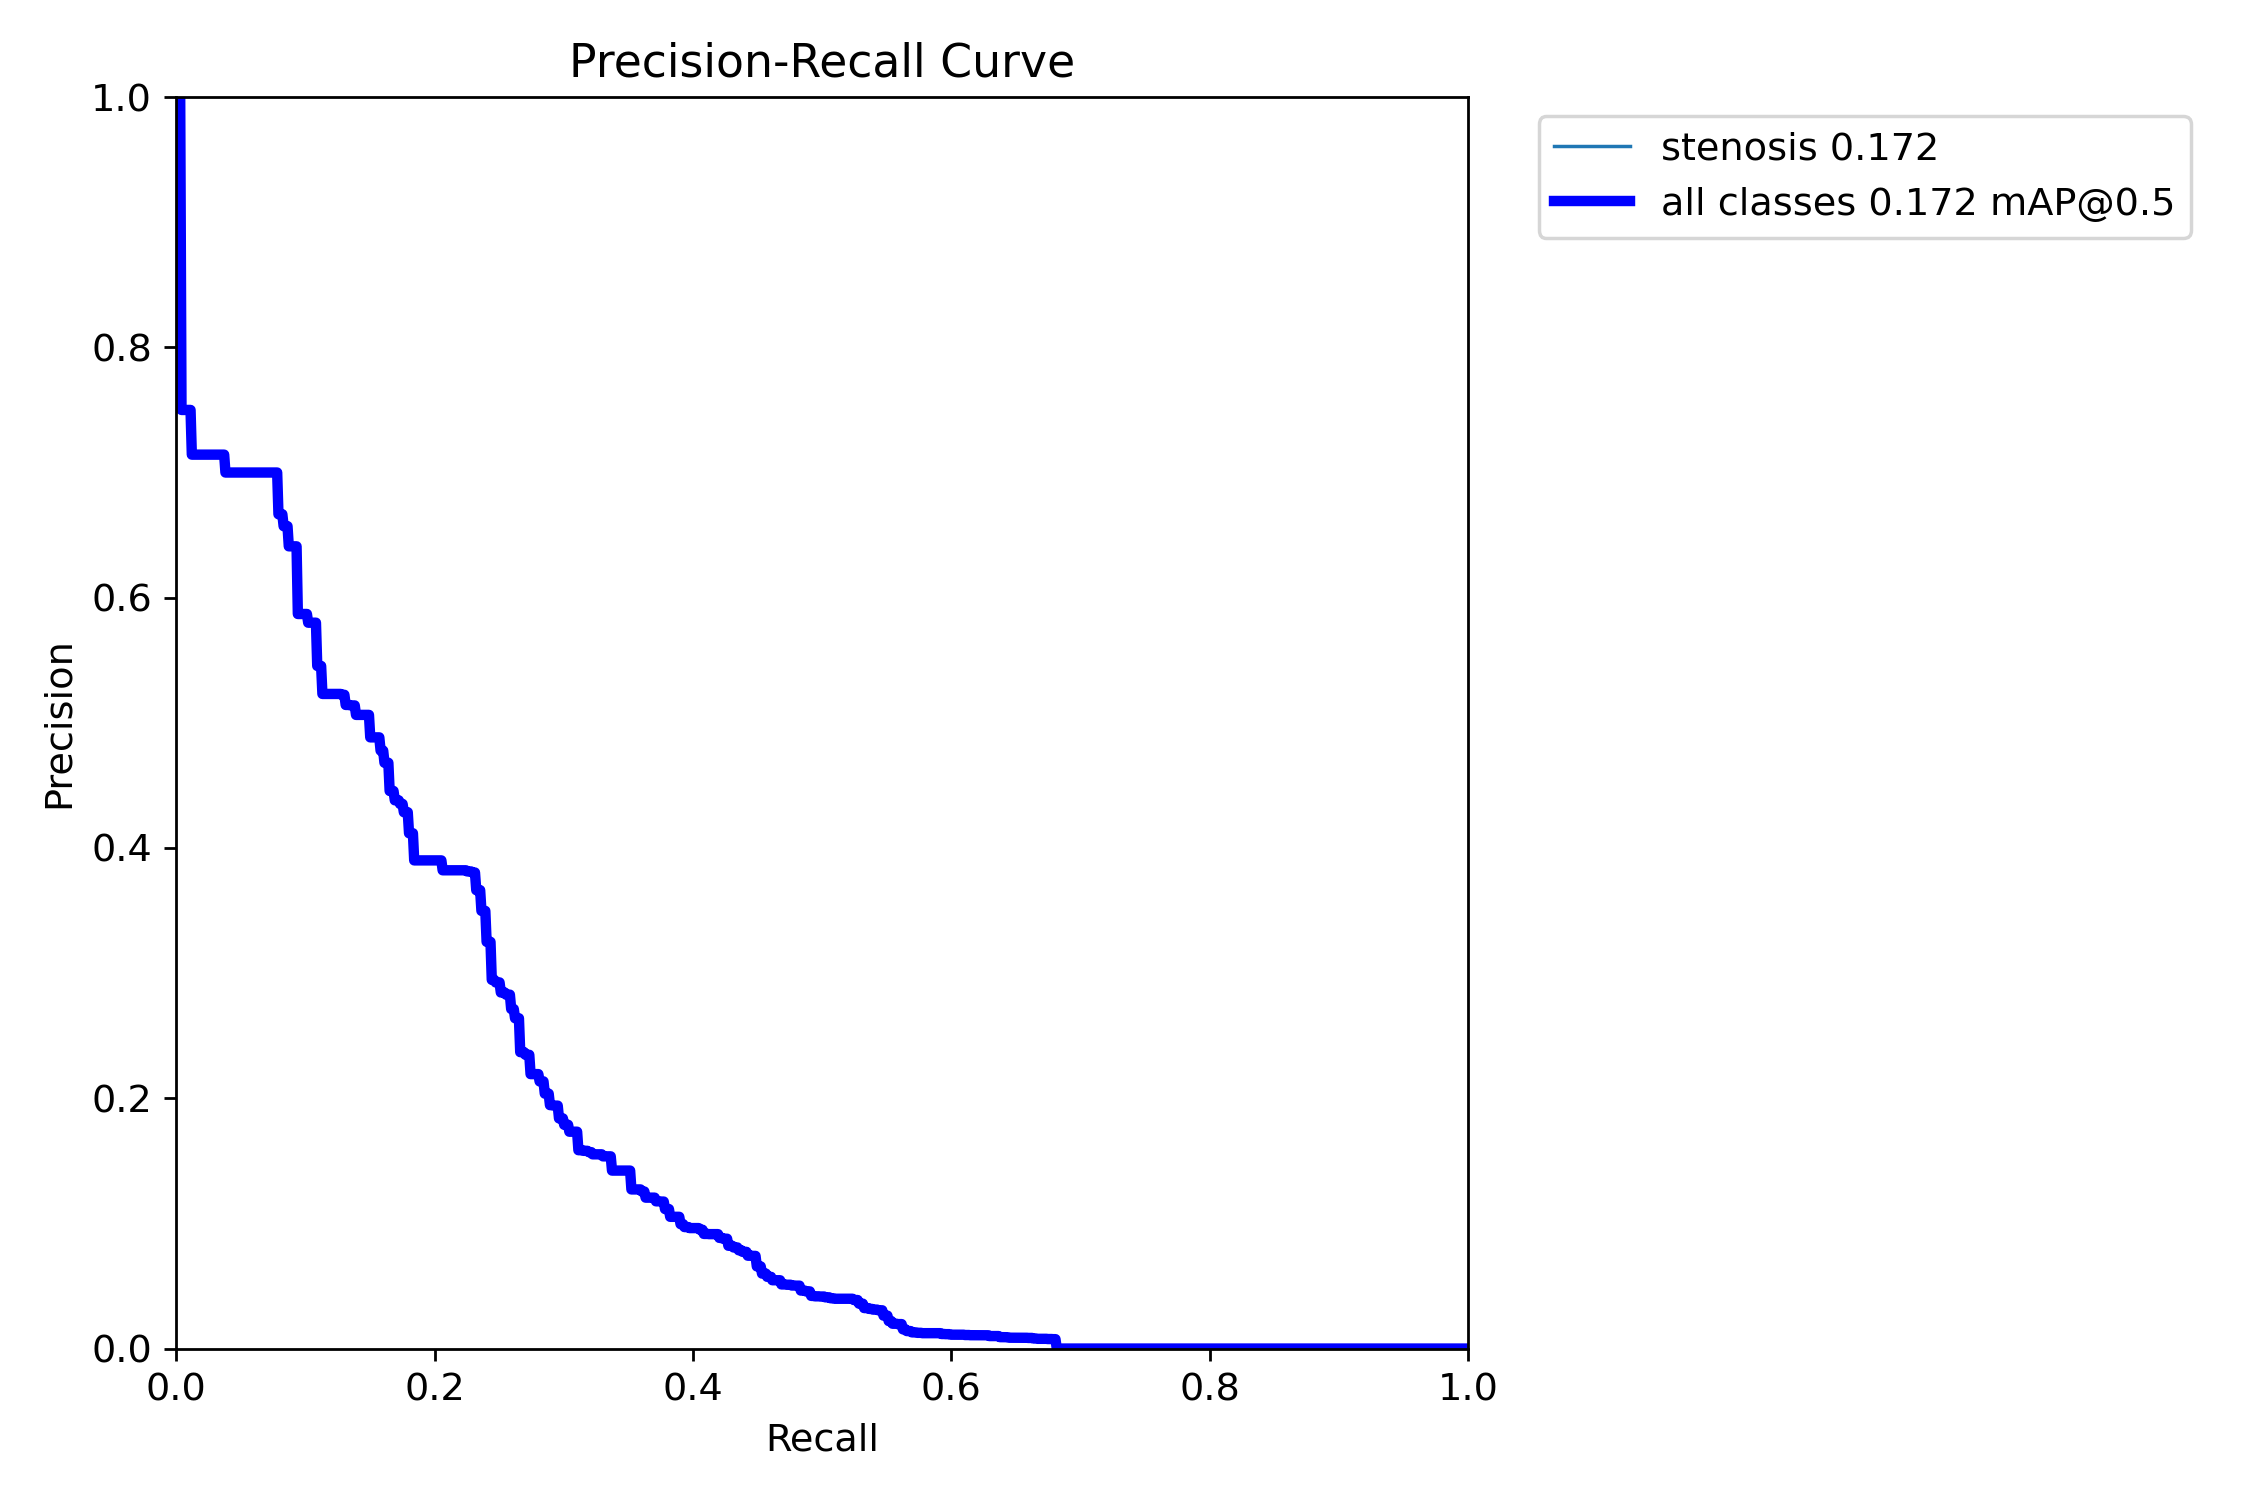 Precision-Recall Curve
1.0
0.8
0.6
0.4
0.2
0.0
Precision
0.0 0.2 0.4 0.6 0.8 1.0
Recall
stenosis 0.172
all classes 0.172 mAP@0.5